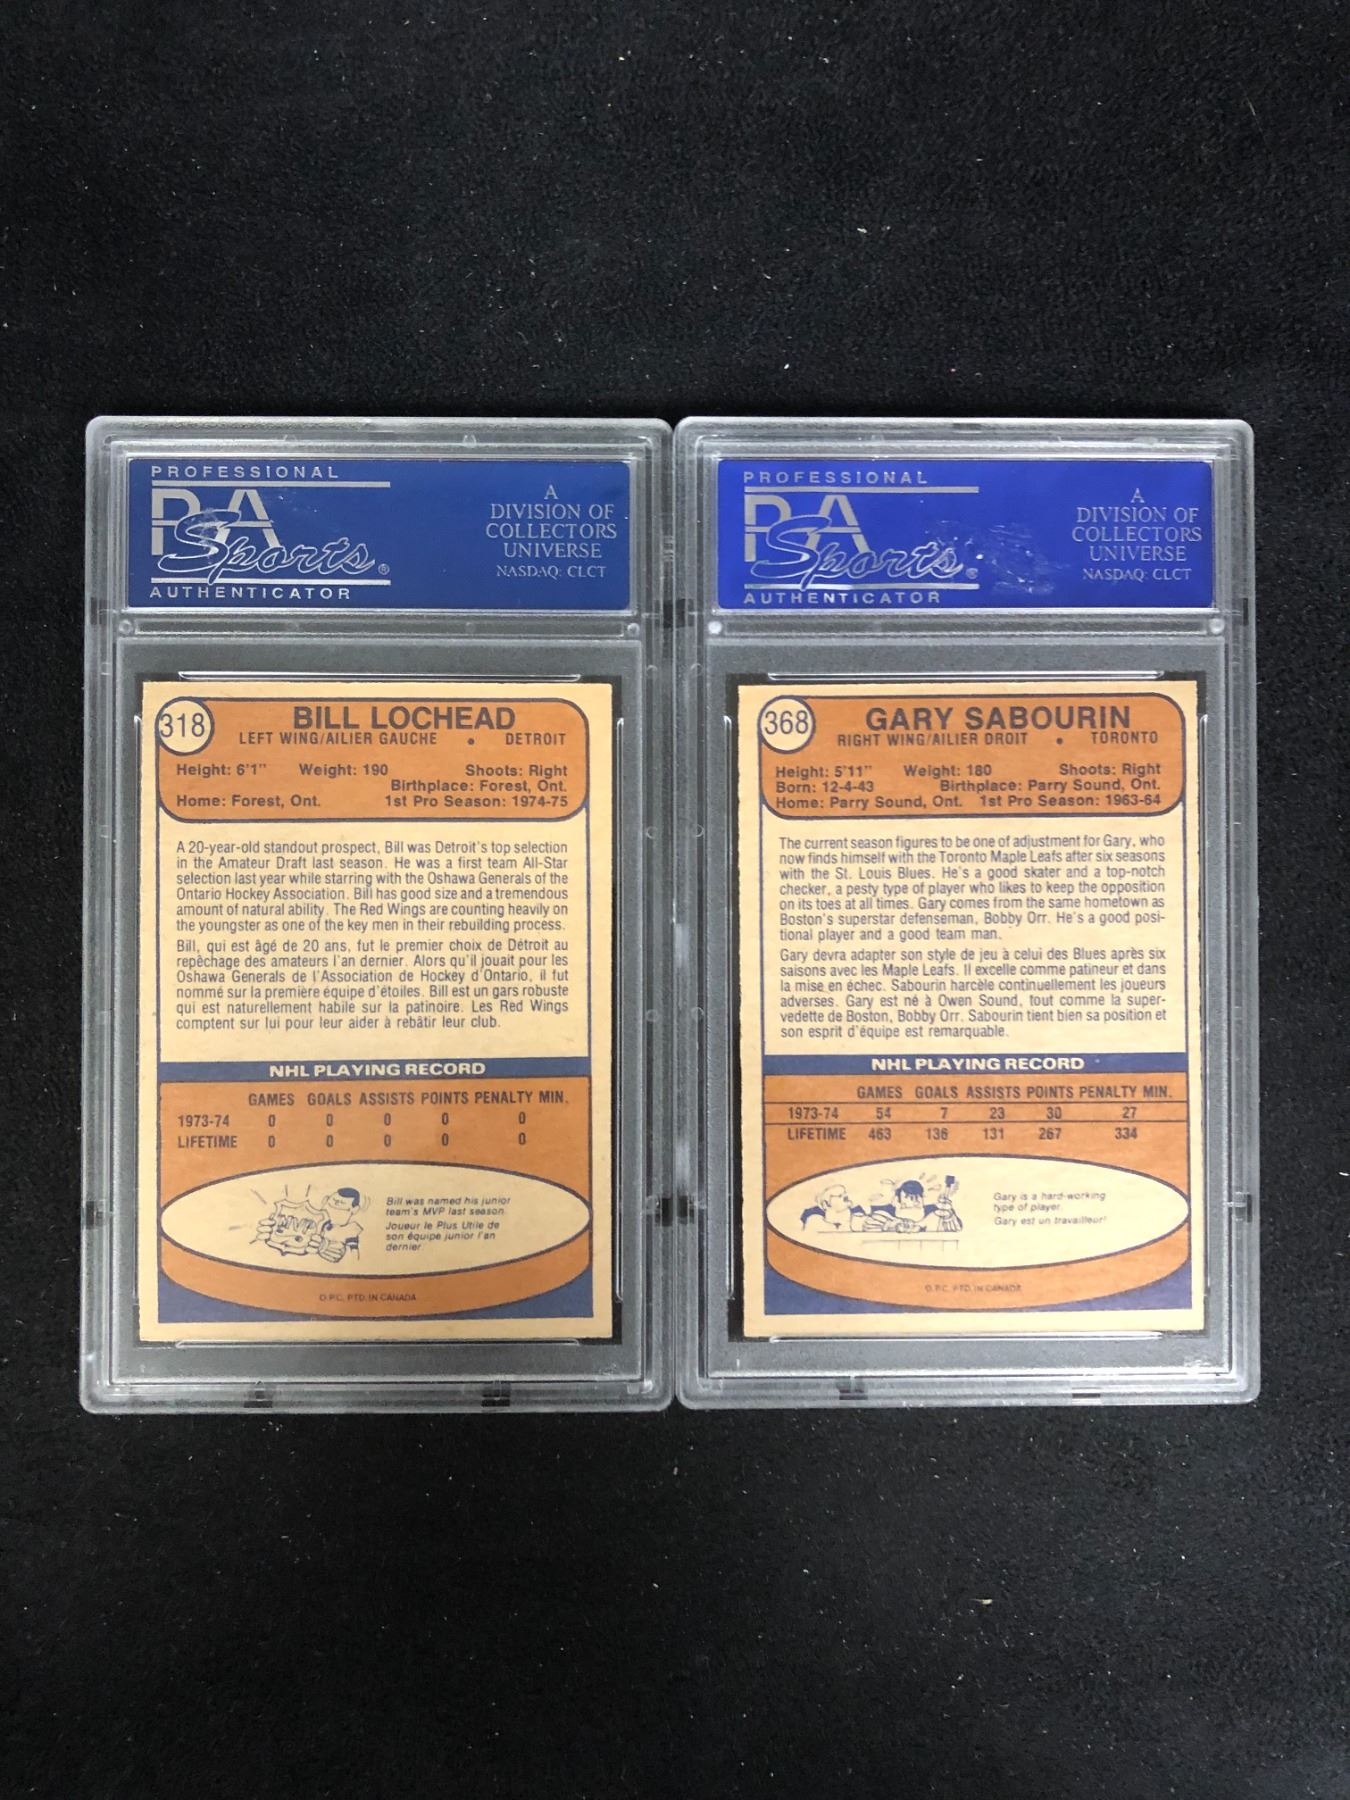 PROFESSIONAL
PSA
Sports®
AUTHENTICATOR
A
DIVISION OF
COLLECTORS
UNIVERSE
NASDAQ: CLCT
318
BILL LOCHEAD
LEFT WING/AILIER GAUCHE • DETROIT
Height: 6'1" Weight: 190 Shoots: Right
Birthplace: Forest, Ont.
Home: Forest, Ont. 1st Pro Season: 1974-75
A 20-year-old standout prospect, Bill was Detroit's top selection
in the Amateur Draft last season. He was a first team All-Star
selection last year while starring with the Oshawa Generals of the
Ontario Hockey Association. Bill has good size and a tremendous
amount of natural ability. The Red Wings are counting heavily on
the youngster as one of the key men in their rebuilding process.
Bill, qui est âgé de 20 ans, fut le premier choix de Détroit au
repêchage des amateurs l'an dernier. Alors qu'il jouait pour les
Oshawa Generals de l'Association de Hockey d'Ontario, il fut
nommé sur la première équipe d'étoiles. Bill est un gars robuste
qui est naturellement habile sur la patinoire. Les Red Wings
comptent sur lui pour leur aider à rebâtir leur club.
NHL PLAYING RECORD
GAMES GOALS ASSISTS POINTS PENALTY MIN.
1973-74 0 0 0 0 0
LIFETIME 0 0 0 0 0
MVP
Bill was named his junior
team's MVP last season.
Joueur le Plus Utile de
son équipe junior l'an
dernier.
O.P.C. PTD. IN CANADA
PROFESSIONAL
PSA
Sports®
AUTHENTICATOR
A
DIVISION OF
COLLECTORS
UNIVERSE
NASDAQ: CLCT
368
GARY SABOURIN
RIGHT WING/AILIER DROIT • TORONTO
Height: 5'11" Weight: 180 Shoots: Right
Born: 12-4-43 Birthplace: Parry Sound, Ont.
Home: Parry Sound, Ont. 1st Pro Season: 1963-64
The current season figures to be one of adjustment for Gary, who
now finds himself with the Toronto Maple Leafs after six seasons
with the St. Louis Blues. He's a good skater and a top-notch
checker, a pesty type of player who likes to keep the opposition
on its toes at all times. Gary comes from the same hometown as
Boston's superstar defenseman, Bobby Orr. He's a good posi-
tional player and a good team man.
Gary devra adapter son style de jeu à celui des Blues après six
saisons avec les Maple Leafs. Il excelle comme patineur et dans
la mise en échec. Sabourin harcèle continuellement les joueurs
adverses. Gary est né à Owen Sound, tout comme la super-
vedette de Boston, Bobby Orr. Sabourin tient bien sa position et
son esprit d'équipe est remarquable.
NHL PLAYING RECORD
GAMES GOALS ASSISTS POINTS PENALTY MIN.
1973-74 54 7 23 30 27
LIFETIME 463 136 131 267 334
Gary is a hard-working
type of player.
Gary est un travailleur!
O.P.C. PTD. IN CANADA